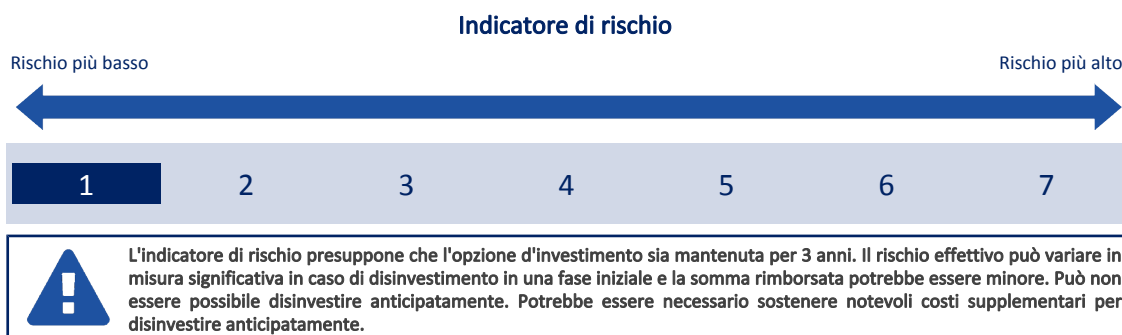 Indicatore di rischio
Rischio più basso
Rischio più alto
1 2 3 4 5 6 7
L'indicatore di rischio presuppone che l'opzione d'investimento sia mantenuta per 3 anni. Il rischio effettivo può variare in
misura significativa in caso di disinvestimento in una fase iniziale e la somma rimborsata potrebbe essere minore. Può non
essere possibile disinvestire anticipatamente. Potrebbe essere necessario sostenere notevoli costi supplementari per
disinvestire anticipatamente.